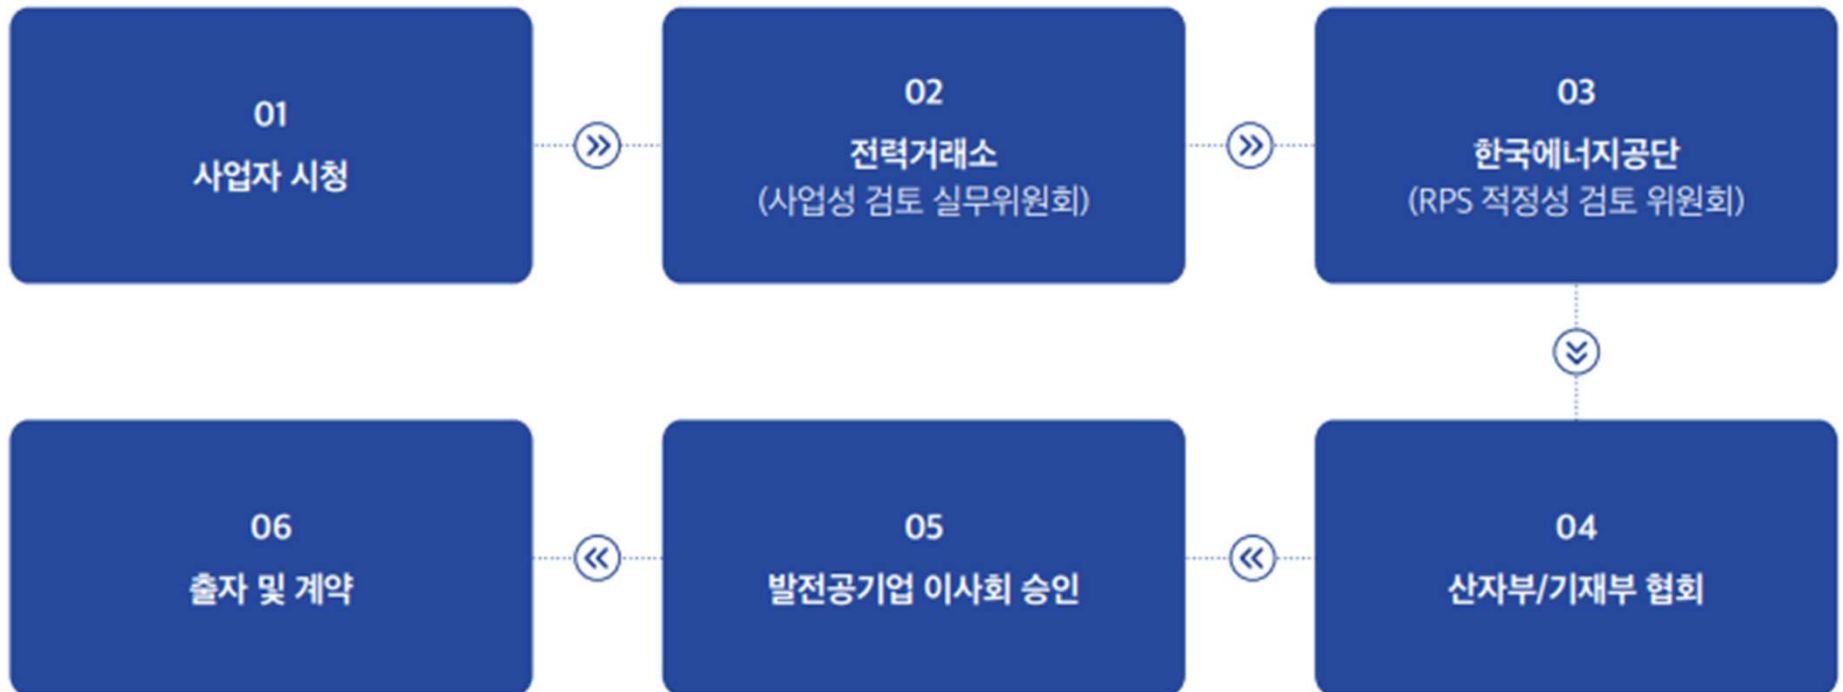 01
사업자 시청
02
전력거래소
(사업성 검토 실무위원회)
03
한국에너지공단
(RPS 적정성 검토 위원회)
04
산자부/기재부 협회
05
발전공기업 이사회 승인
06
출자 및 계약